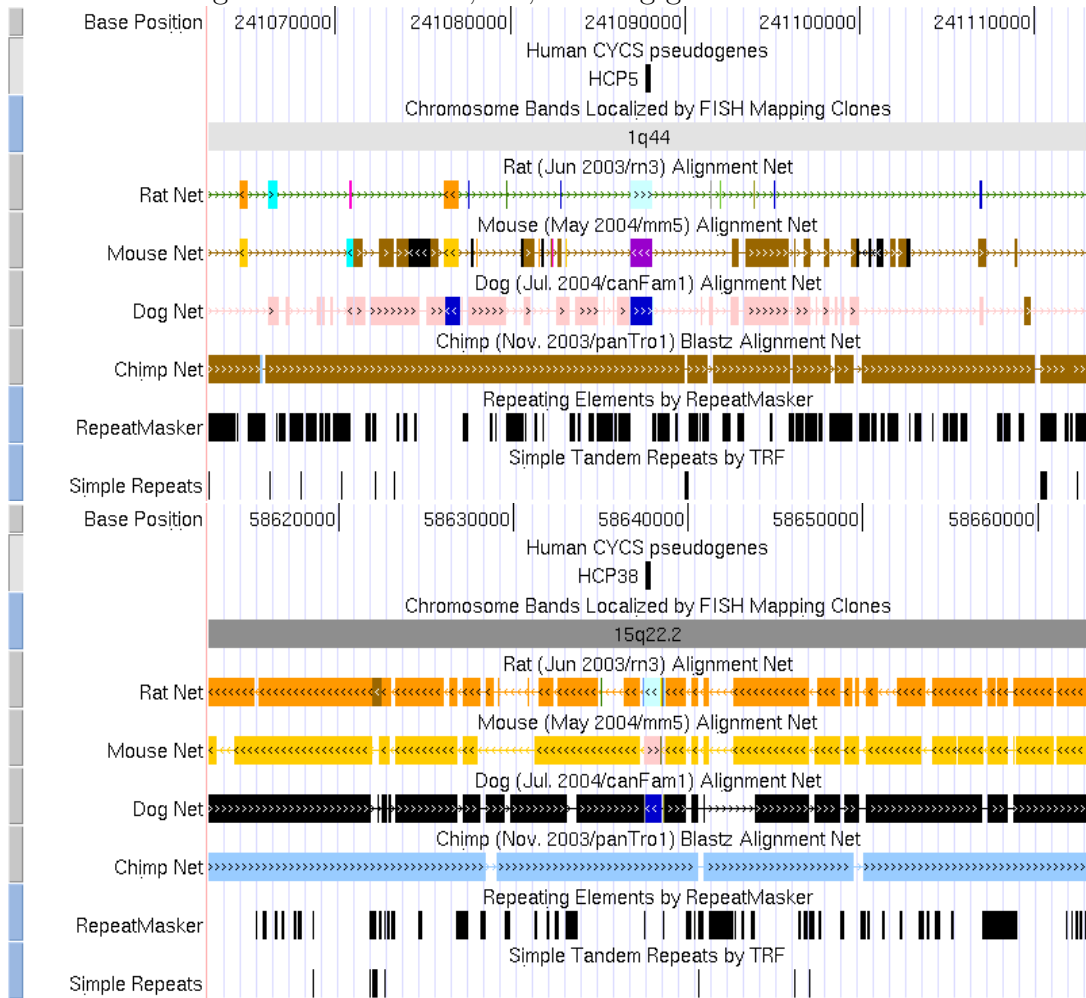 Base Position 241070000 241080000 241090000 241100000 241110000
Human CYCS pseudogenes
HCP5
Chromosome Bands Localized by FISH Mapping Clones
1q44
Rat (Jun 2003/rn3) Alignment Net
Rat Net
Mouse (May 2004/mm5) Alignment Net
Mouse Net
Dog (Jul. 2004/canFam1) Alignment Net
Dog Net
Chimp (Nov. 2003/panTro1) Blastz Alignment Net
Chimp Net
Repeating Elements by RepeatMasker
RepeatMasker
Simple Tandem Repeats by TRF
Simple Repeats
Base Position 58620000 58630000 58640000 58650000 58660000
Human CYCS pseudogenes
HCP38
Chromosome Bands Localized by FISH Mapping Clones
15q22.2
Rat (Jun 2003/rn3) Alignment Net
Rat Net
Mouse (May 2004/mm5) Alignment Net
Mouse Net
Dog (Jul. 2004/canFam1) Alignment Net
Dog Net
Chimp (Nov. 2003/panTro1) Blastz Alignment Net
Chimp Net
Repeating Elements by RepeatMasker
RepeatMasker
Simple Tandem Repeats by TRF
Simple Repeats